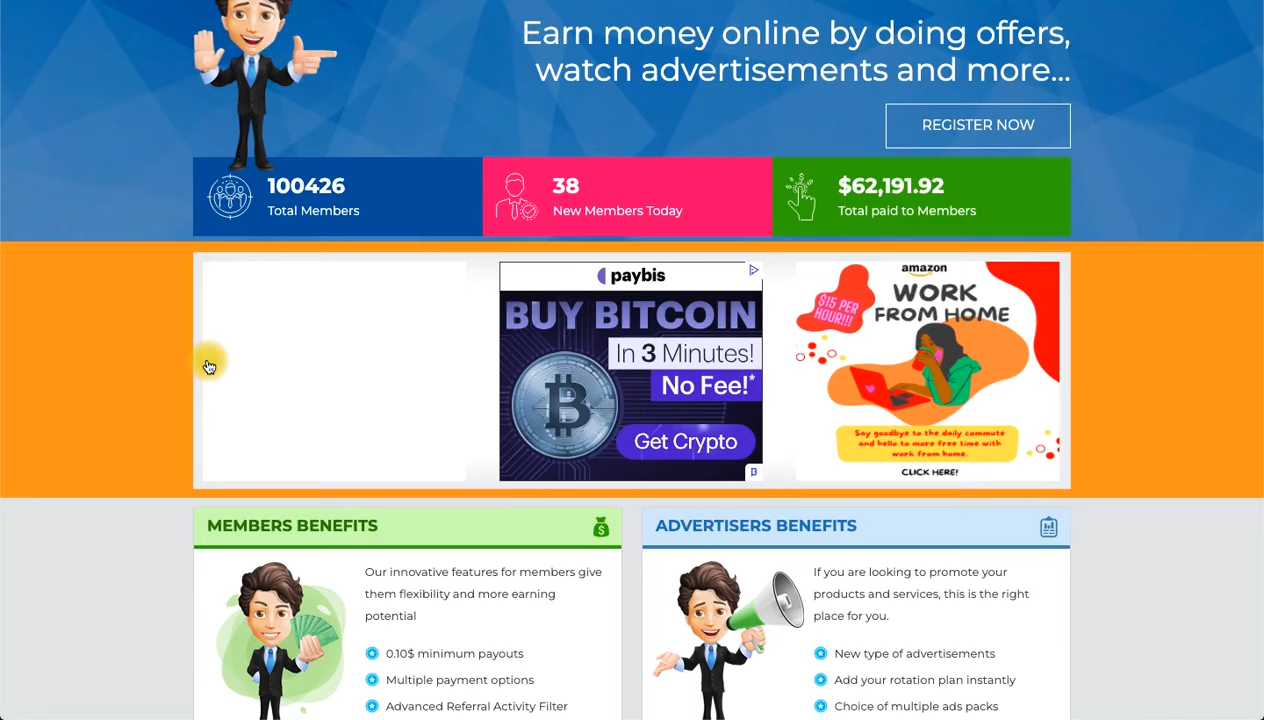 Earn money online by doing offers,
watch advertisements and more...
REGISTER NOW
100426
Total Members
38
New Members Today
$62,191.92
Total paid to Members
paybis
BUY BITCOIN
In 3 Minutes!
No Fee!*
Get Crypto
amazon
WORK
FROM HOME
$15 PER
HOUR!!!
Say goodbye to the daily commute
and hello to more free time with
work from home.
CLICK HERE!
MEMBERS BENEFITS
Our innovative features for members give
them flexibility and more earning
potential
0.10$ minimum payouts
Multiple payment options
Advanced Referral Activity Filter
ADVERTISERS BENEFITS
If you are looking to promote your
products and services, this is the right
place for you.
New type of advertisements
Add your rotation plan instantly
Choice of multiple ads packs